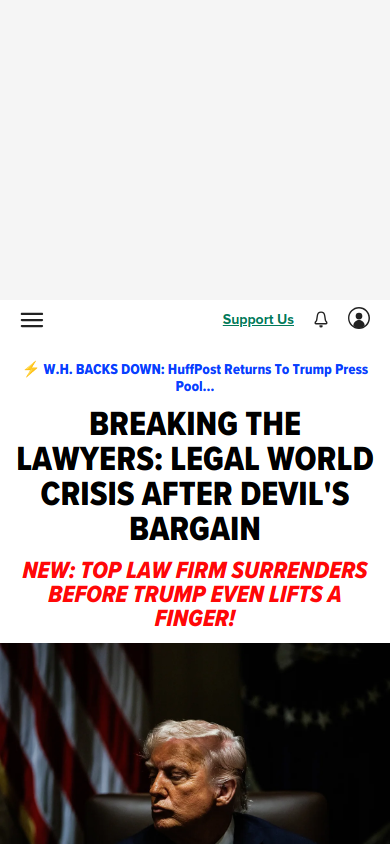 Support Us
⚡ W.H. BACKS DOWN: HuffPost Returns To Trump Press
Pool...
BREAKING THE
LAWYERS: LEGAL WORLD
CRISIS AFTER DEVIL'S
BARGAIN
NEW: TOP LAW FIRM SURRENDERS
BEFORE TRUMP EVEN LIFTS A
FINGER!